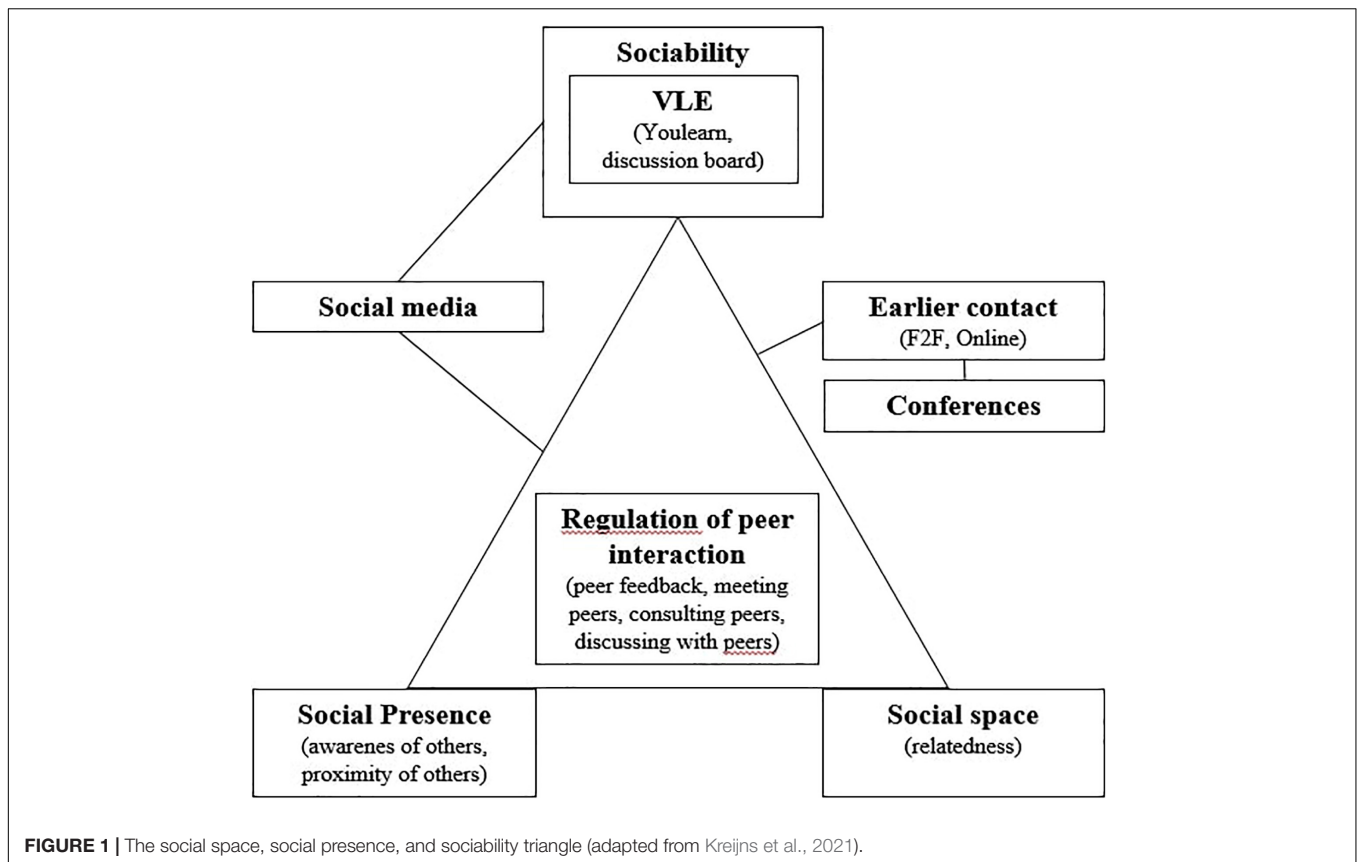 Sociability
VLE
(Youlearn,
discussion board)
Social media
Earlier contact
(F2F, Online)
Conferences
Regulation of peer
interaction
(peer feedback, meeting
peers, consulting peers,
discussing with peers)
Social Presence
(awarenes of others,
proximity of others)
Social space
(relatedness)
FIGURE 1 | The social space, social presence, and sociability triangle (adapted from Kreijns et al., 2021).